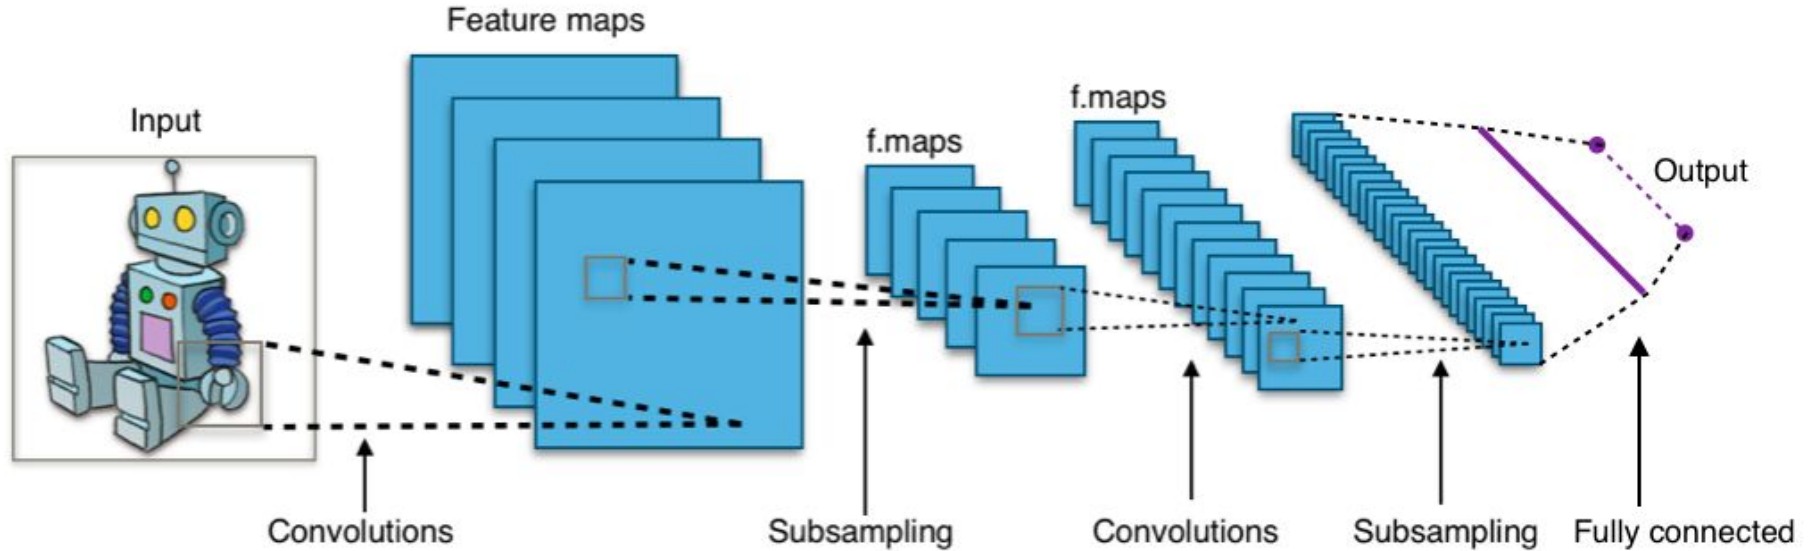 Feature maps
f.maps
Input
f.maps
Output
Convolutions
Subsampling
Convolutions
Subsampling
Fully connected